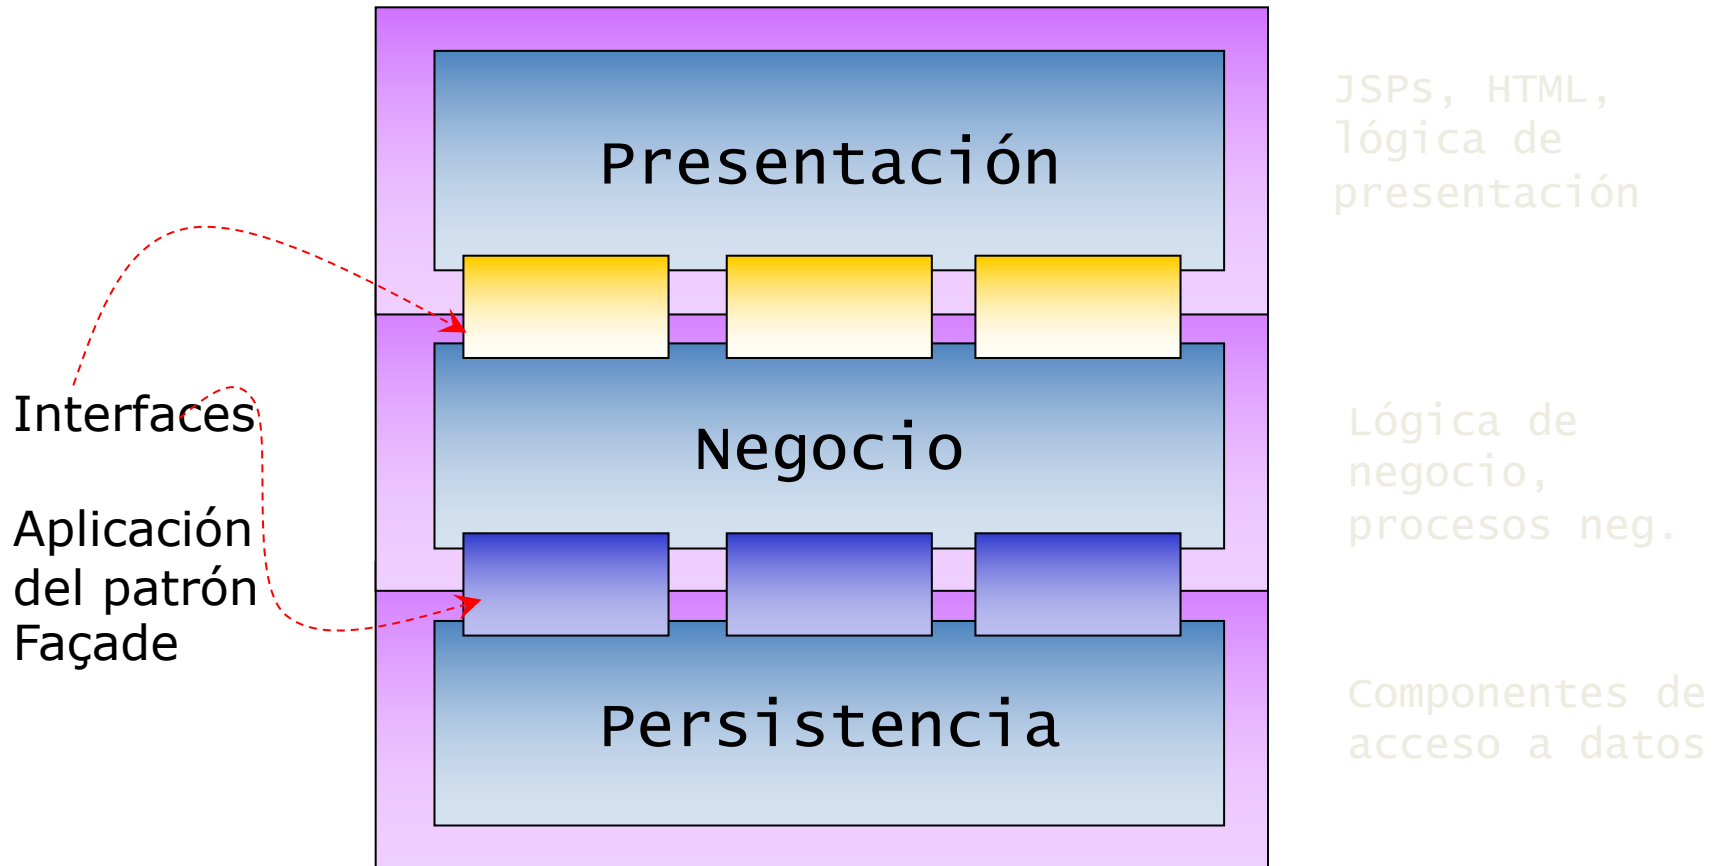 Presentación
JSPs, HTML,
lógica de
presentación
Interfaces
Aplicación
del patrón
Façade
Negocio
Lógica de
negocio,
procesos neg.
Persistencia
Componentes de
acceso a datos